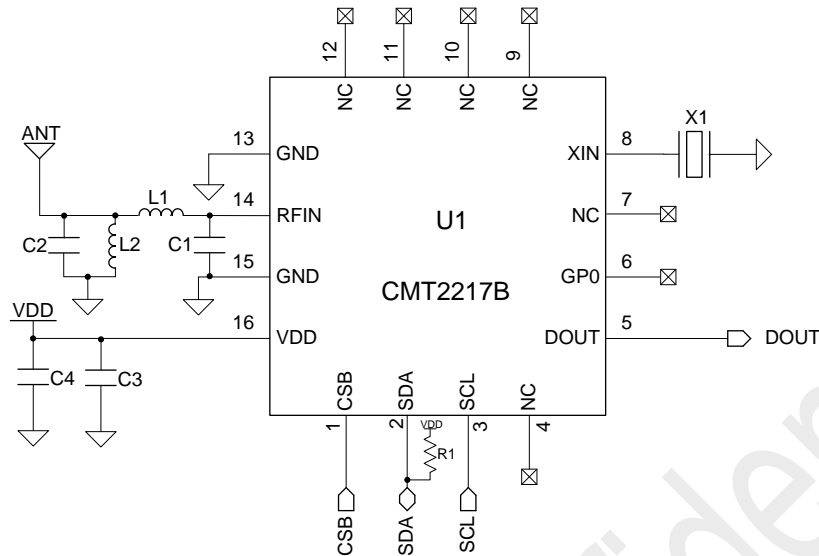 12
11
10
9
NC
NC
NC
NC
X1
ANT
13
GND
XIN
8
L1
14
RFIN
NC
7
U1
C2
L2
C1
15
GND
GP0
6
CMT2217B
VDD
16
VDD
DOUT
5
DOUT
C4
C3
CSB
SDA
SCL
NC
1
2
VDD
3
4
R1
CSB
SDA
SCL